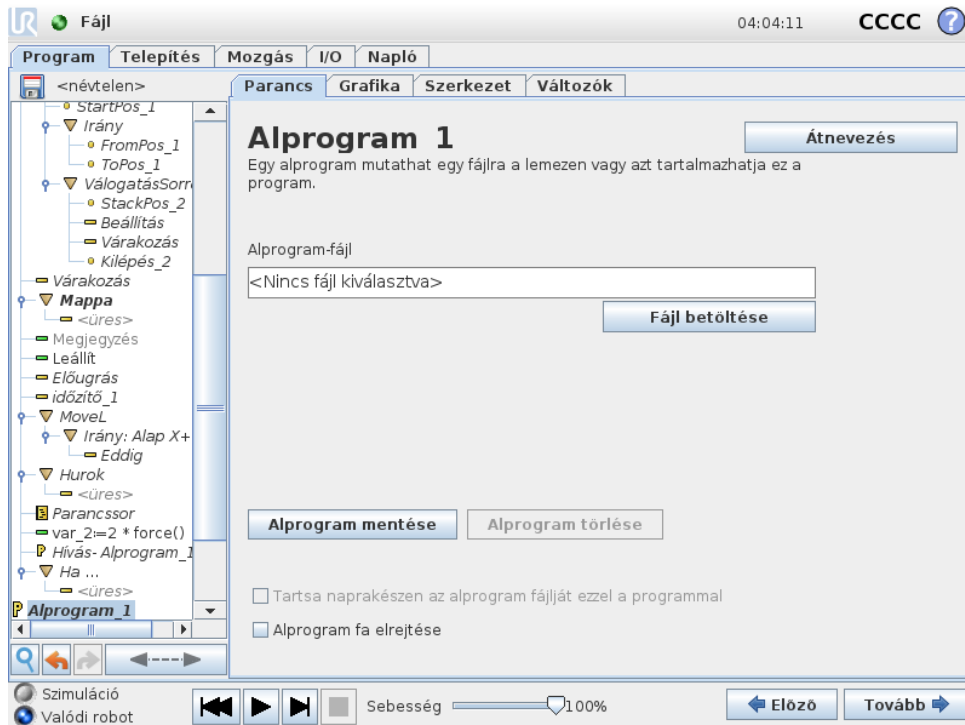 UR Fájl 04:04:11 CCCC ?
Program Telepítés Mozgás I/O Napló
<névtelen>
Parancs Grafika Szerkezet Változók
StartPos_1
Irány
FromPos_1
ToPos_1
VálogatásSorr
StackPos_2
Beállítás
Várakozás
Kilépés_2
Várakozás
Mappa
<üres>
Megjegyzés
Leállít
Előugrás
időzítő_1
MoveL
Irány: Alap X+
Eddig
Hurok
<üres>
Parancssor
var_2:=2 * force()
Hívás- Alprogram_1
Ha ...
<üres>
Alprogram_1
Alprogram_1
Átnevezés
Egy alprogram mutathat egy fájlra a lemezen vagy azt tartalmazhatja ez a
program.
Alprogram-fájl
<Nincs fájl kiválasztva>
Fájl betöltése
Alprogram mentése
Alprogram törlése
Tartsa naprakészen az alprogram fájlját ezzel a programmal
Alprogram fa elrejtése
Szimuláció
Valódi robot
Sebesség 100%
Előző
Tovább